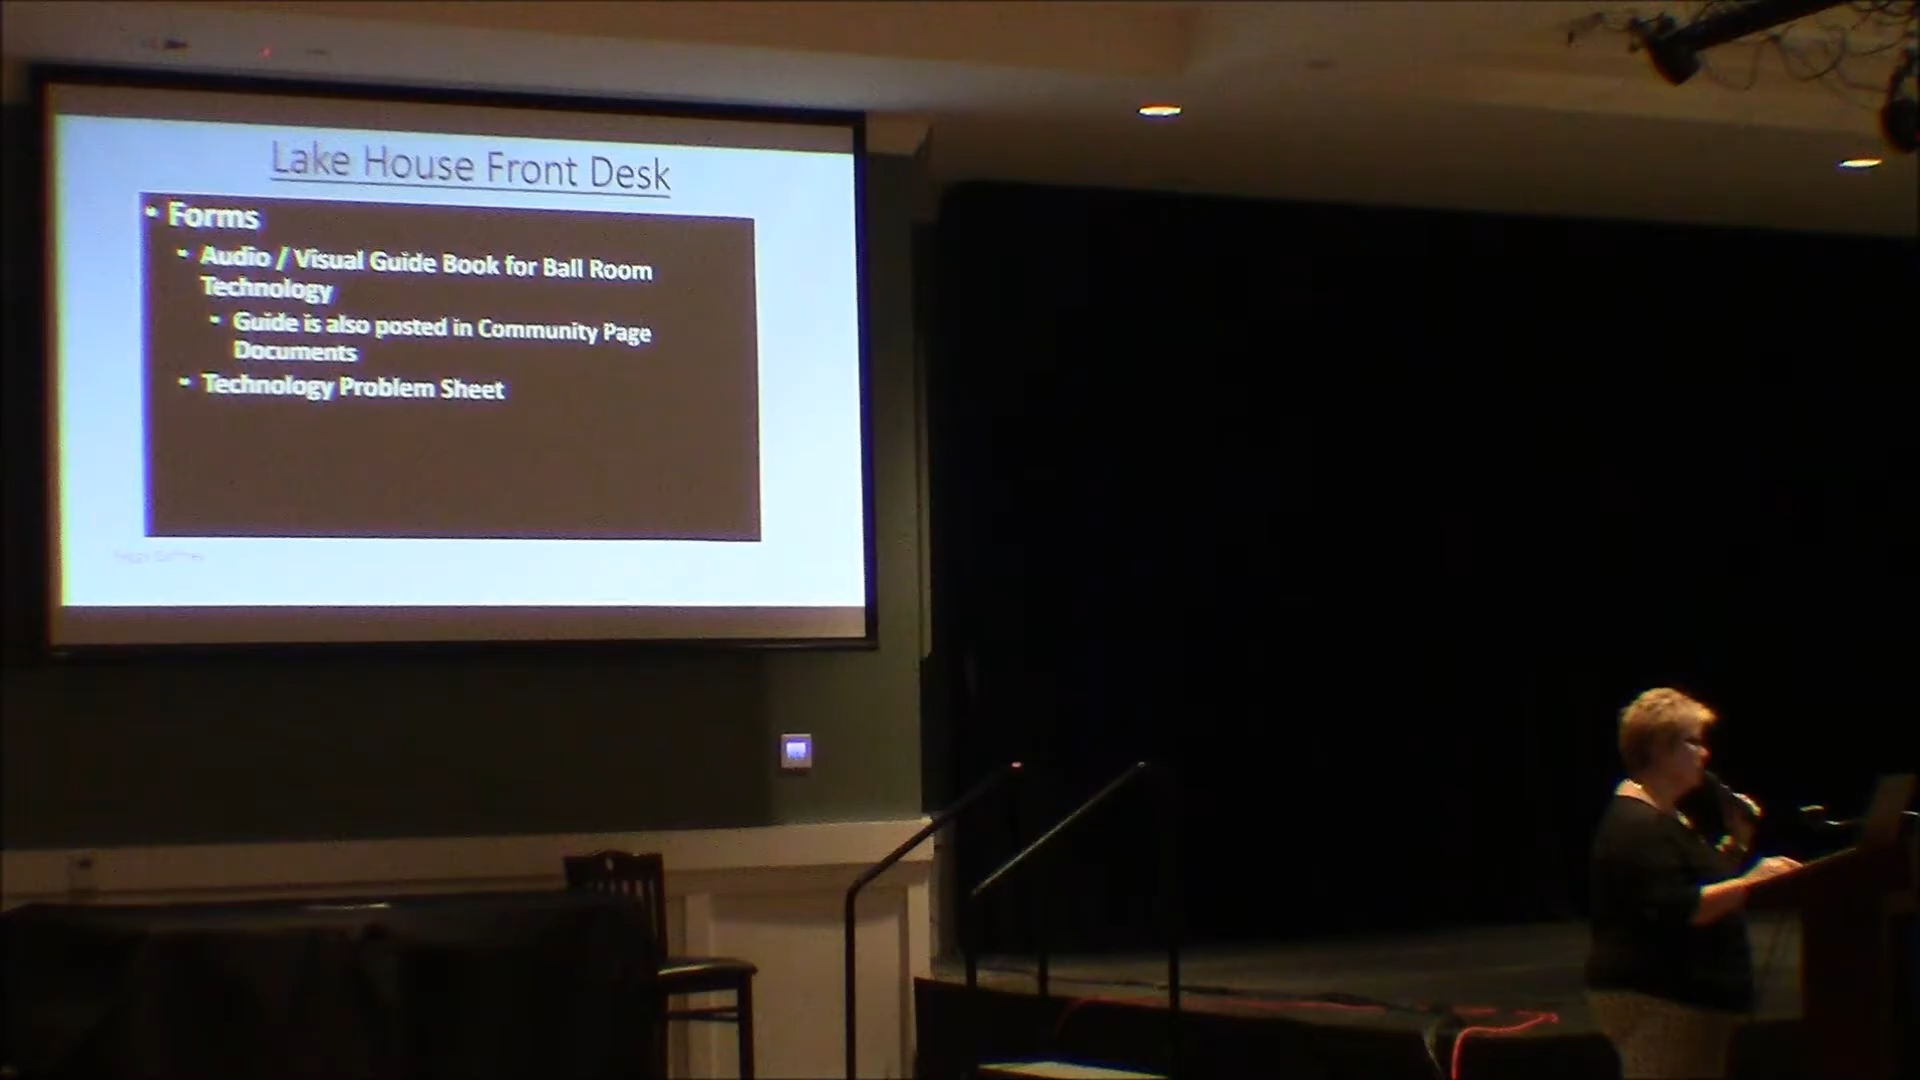 Lake House Front Desk
• Forms
• Audio / Visual Guide Book for Ball Room
Technology
• Guide is also posted in Community Page
Documents
• Technology Problem Sheet